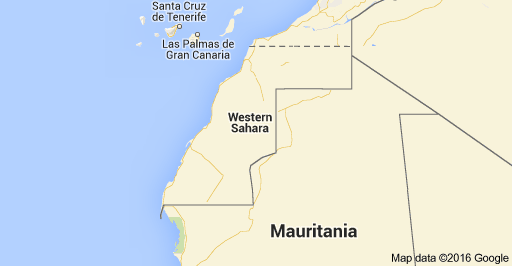 Santa Cruz
de Tenerife
Las Palmas de
Gran Canaria
Western
Sahara
Mauritania
Map data ©2016 Google